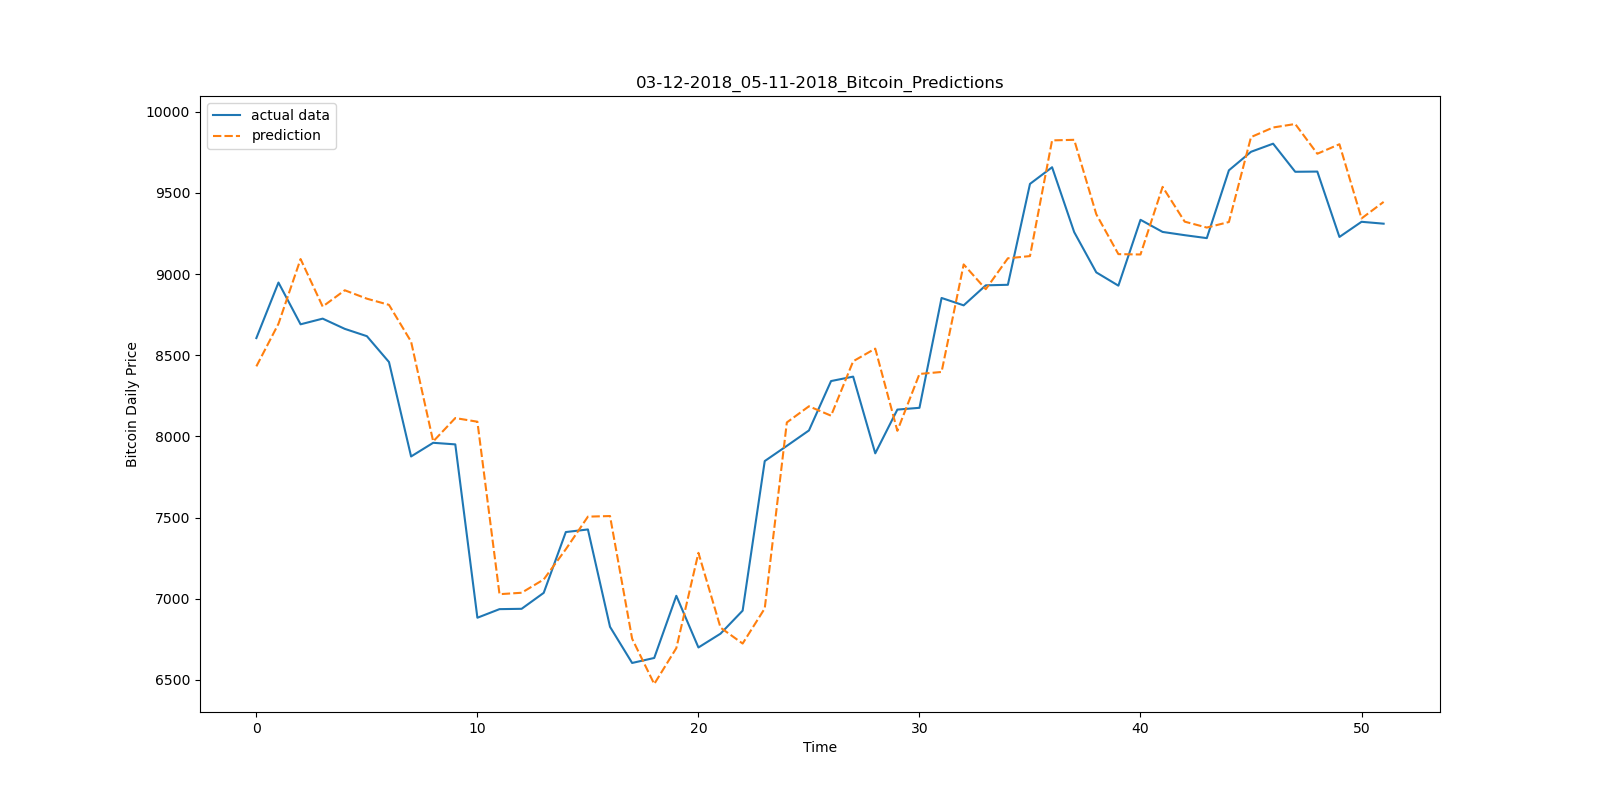 03-12-2018_05-11-2018_Bitcoin_Predictions
actual data
prediction
10000
9500
9000
8500
8000
7500
7000
6500
Bitcoin Daily Price
0 10 20 30 40 50
Time